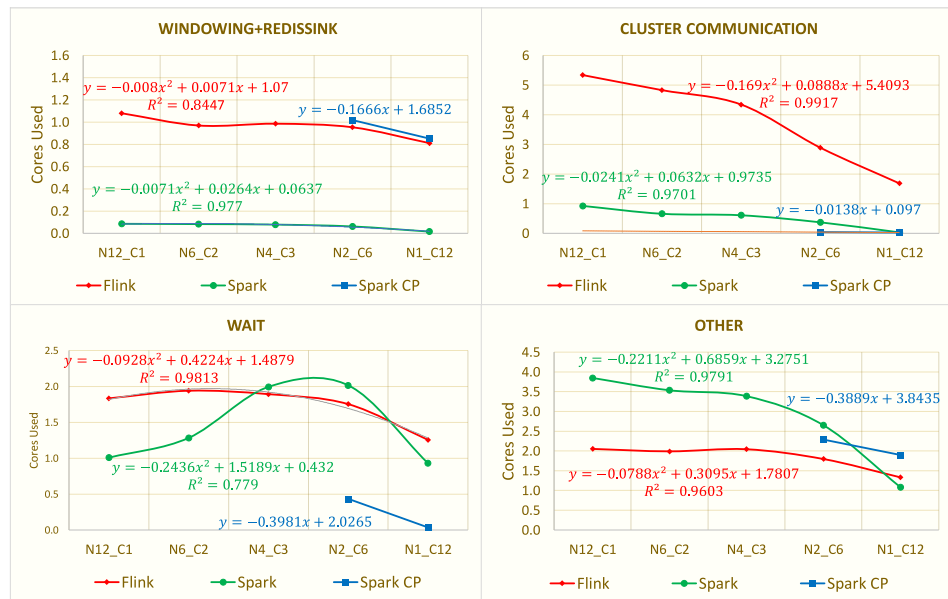 WINDOWING+REDISSINK
1.6
1.4
1.2
1.0
0.8
0.6
0.4
0.2
0.0
Cores Used
y = −0.008x² + 0.0071x + 1.07
R² = 0.8447
y = −0.1666x + 1.6852
y = −0.0071x² + 0.0264x + 0.0637
R² = 0.977
N12_C1 N6_C2 N4_C3 N2_C6 N1_C12
Flink Spark Spark CP
CLUSTER COMMUNICATION
6
5
4
3
2
1
0
Cores Used
y = −0.169x² + 0.0888x + 5.4093
R² = 0.9917
y = −0.0241x² + 0.0632x + 0.9735
R² = 0.9701
y = −0.0138x + 0.097
N12_C1 N6_C2 N4_C3 N2_C6 N1_C12
Flink Spark Spark CP
WAIT
2.5
2.0
1.5
1.0
0.5
0.0
Cores Used
y = −0.0928x² + 0.4224x + 1.4879
R² = 0.9813
y = −0.2436x² + 1.5189x + 0.432
R² = 0.779
y = −0.3981x + 2.0265
N12_C1 N6_C2 N4_C3 N2_C6 N1_C12
Flink Spark Spark CP
OTHER
4.5
4.0
3.5
3.0
2.5
2.0
1.5
1.0
0.5
0.0
Cores Used
y = −0.2211x² + 0.6859x + 3.2751
R² = 0.9791
y = −0.3889x + 3.8435
y = −0.0788x² + 0.3095x + 1.7807
R² = 0.9603
N12_C1 N6_C2 N4_C3 N2_C6 N1_C12
Flink Spark Spark CP